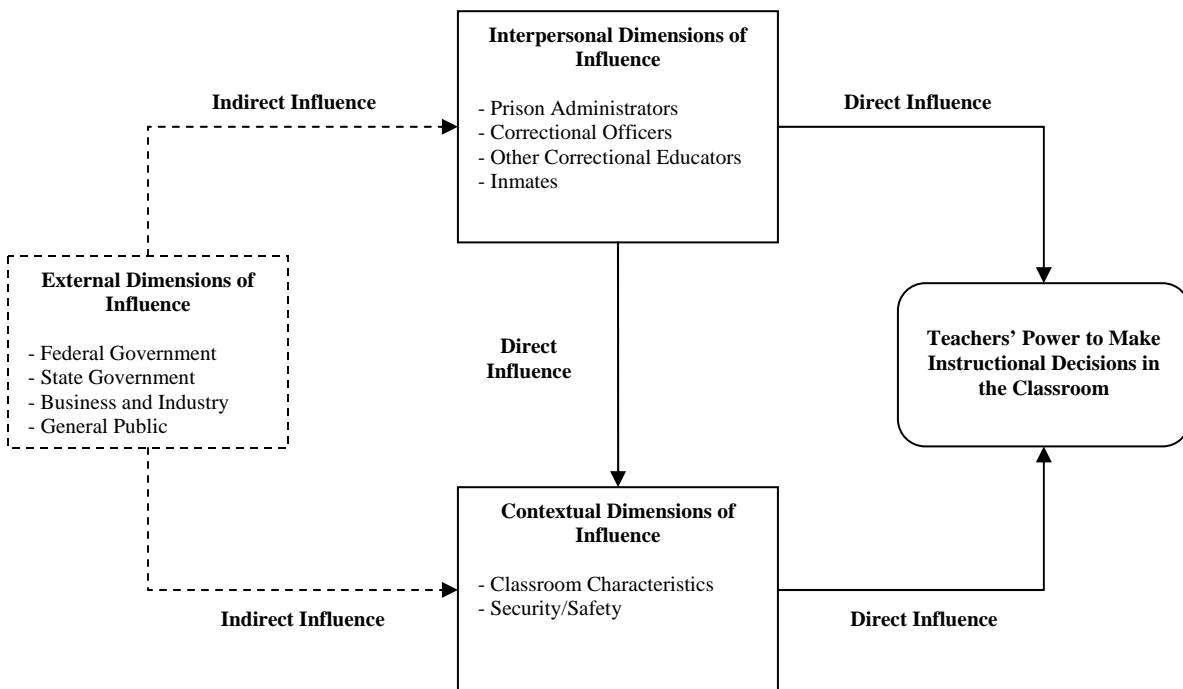 Interpersonal Dimensions of
Influence
- Prison Administrators
- Correctional Officers
- Other Correctional Educators
- Inmates
Indirect Influence
Direct Influence
External Dimensions of
Influence
- Federal Government
- State Government
- Business and Industry
- General Public
Direct
Influence
Teachers’ Power to Make
Instructional Decisions in
the Classroom
Contextual Dimensions of
Influence
- Classroom Characteristics
- Security/Safety
Indirect Influence
Direct Influence